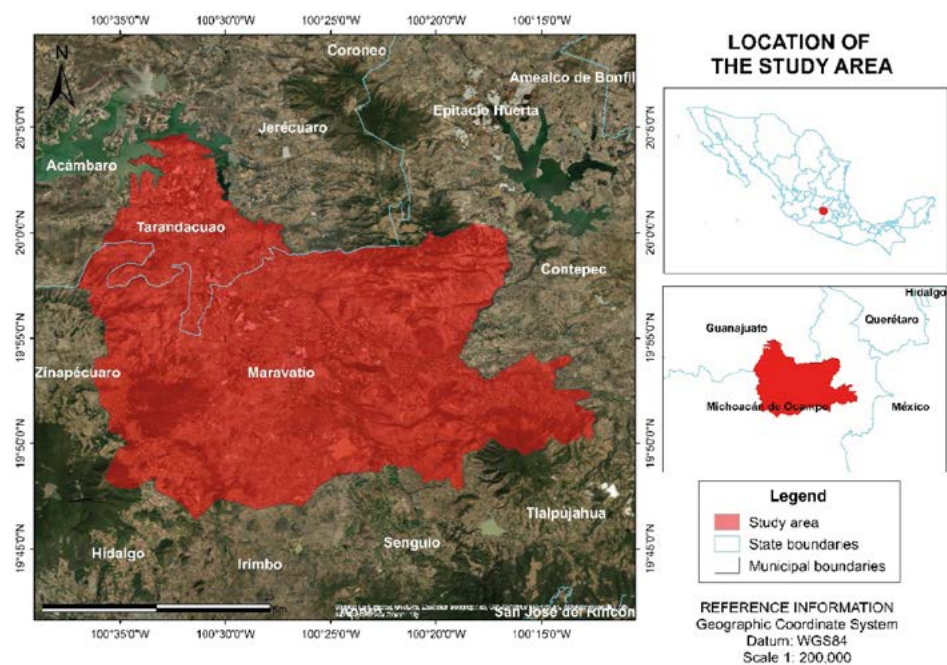 100°35'0"W 100°30'0"W 100°25'0"W 100°20'0"W 100°15'0"W
N
Coroneo
Amealco de Bonfil
Epitacio Huerta
Jerécuaro
Acámbaro
Tarandacuao
Contepec
Zinapécuaro
Maravatio
Tlalpujahua
Hidalgo
Senguio
Irimbo
San José del Rincón
Km
20°5'0"N
20°0'0"N
19°55'0"N
19°50'0"N
19°45'0"N
20°5'0"N
20°0'0"N
19°55'0"N
19°50'0"N
19°45'0"N
100°35'0"W 100°30'0"W 100°25'0"W 100°20'0"W 100°15'0"W
LOCATION OF
THE STUDY AREA
Hidalgo
Querétaro
Guanajuato
Michoacán de Ocampo
México
Legend
Study area
State boundaries
Municipal boundaries
REFERENCE INFORMATION
Geographic Coordinate System
Datum: WGS84
Scale 1: 200,000